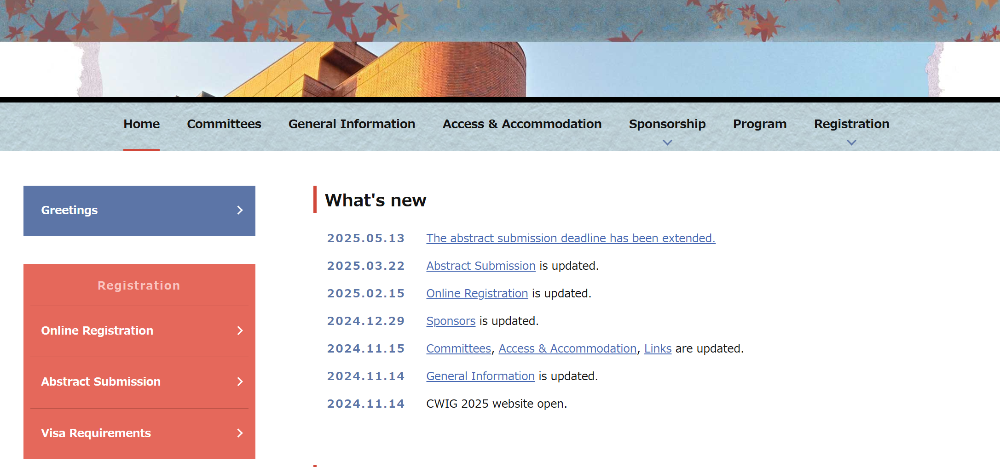 Home Committees General Information Access & Accommodation Sponsorship Program Registration
Greetings
Registration
Online Registration
Abstract Submission
Visa Requirements
What's new
2025.05.13 The abstract submission deadline has been extended.
2025.03.22 Abstract Submission is updated.
2025.02.15 Online Registration is updated.
2024.12.29 Sponsors is updated.
2024.11.15 Committees, Access & Accommodation, Links are updated.
2024.11.14 General Information is updated.
2024.11.14 CWIG 2025 website open.